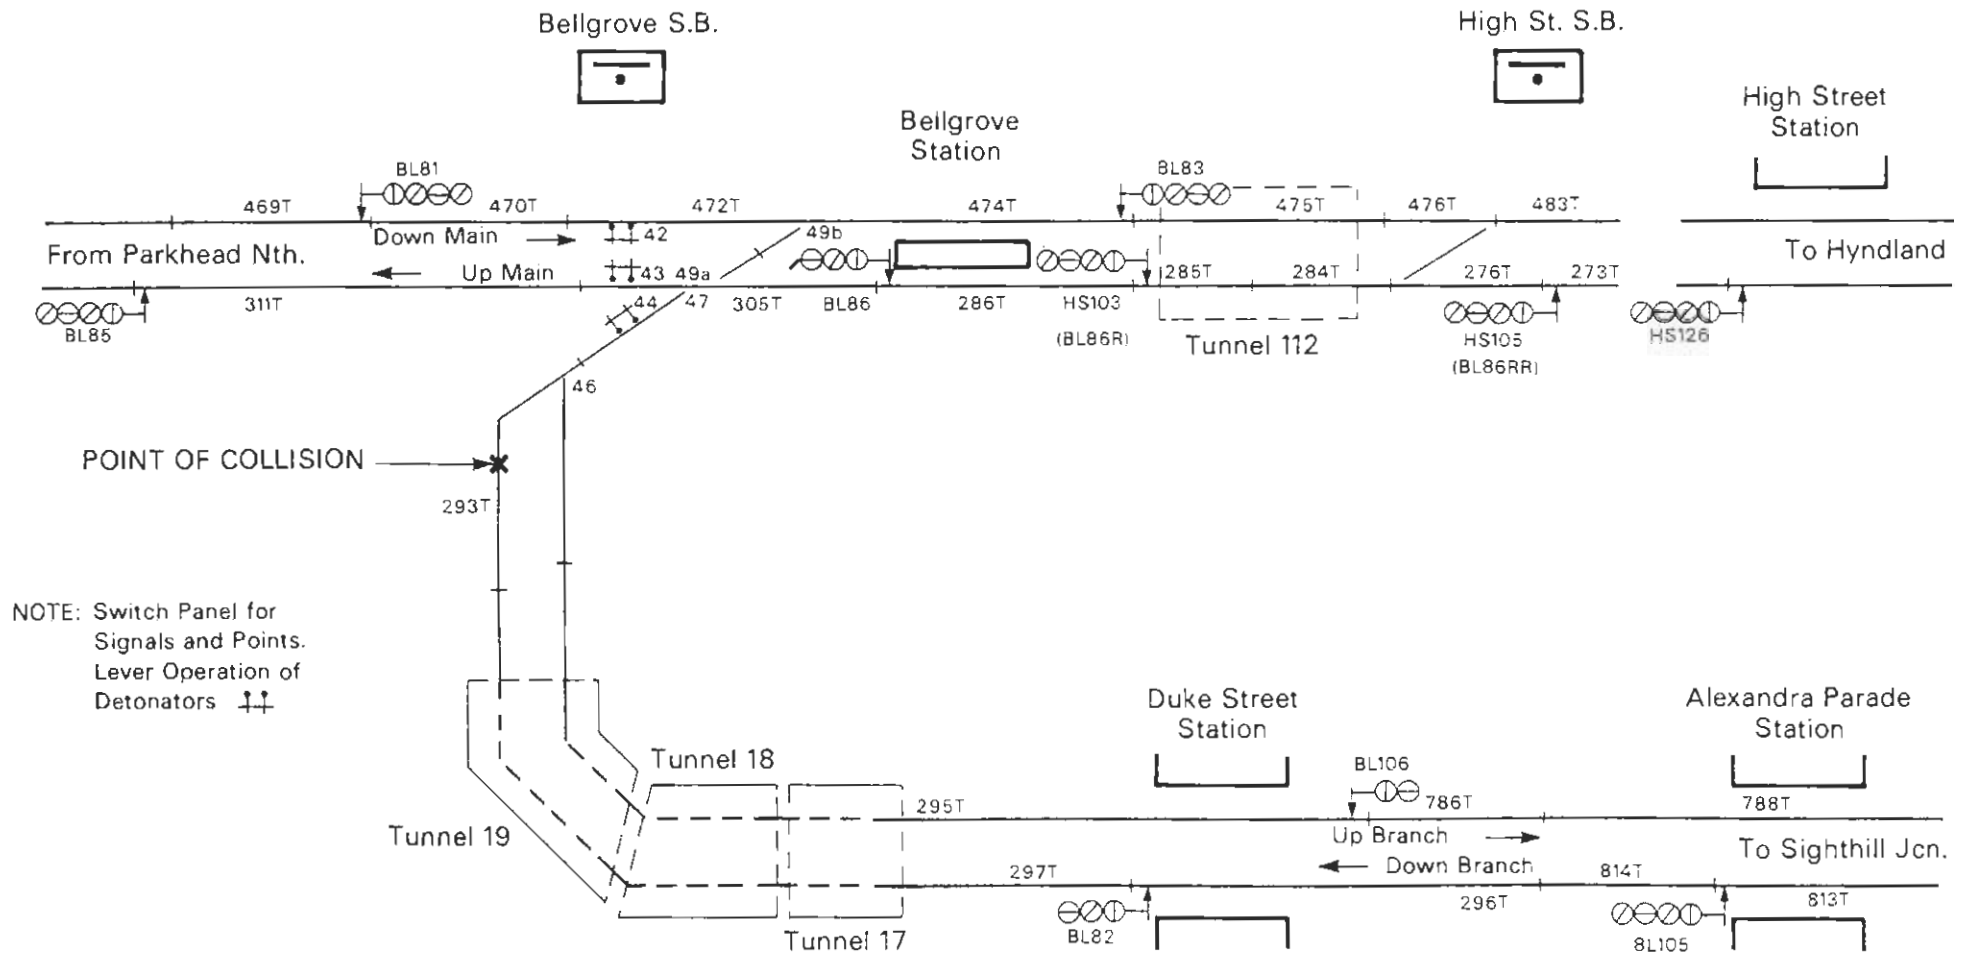 Bellgrove S.B.
High St. S.B.
High Street
Station
Bellgrove
Station
BL81
BL83
469T
470T
472T
474T
475T
476T
483T
Down Main
42
49b
From Parkhead Nth.
To Hyndland
Up Main
43 49a
285T
284T
276T
273T
311T
44
47
305T
BL86
286T
HS103
(BL86R)
BL85
Tunnel 112
HS105
(BL86RR)
HS126
46
POINT OF COLLISION
293T
NOTE: Switch Panel for
Signals and Points.
Lever Operation of
Detonators
Duke Street
Station
Alexandra Parade
Station
Tunnel 18
BL106
295T
786T
788T
Tunnel 19
Up Branch
Down Branch
To Sighthill Jcn.
297T
296T
814T
813T
BL82
8L105
Tunnel 17